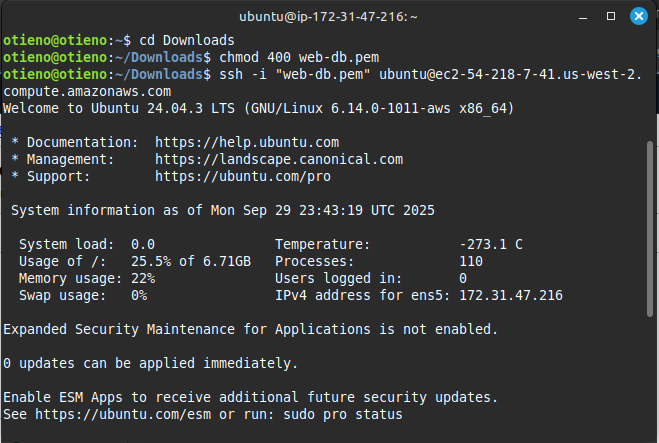 ubuntu@ip-172-31-47-216: ~
otieno@otieno:~$ cd Downloads
otieno@otieno:~/Downloads$ chmod 400 web-db.pem
otieno@otieno:~/Downloads$ ssh -i "web-db.pem" ubuntu@ec2-54-218-7-41.us-west-2.
compute.amazonaws.com
Welcome to Ubuntu 24.04.3 LTS (GNU/Linux 6.14.0-1011-aws x86_64)
* Documentation:  https://help.ubuntu.com
* Management:     https://landscape.canonical.com
* Support:        https://ubuntu.com/pro
System information as of Mon Sep 29 23:43:19 UTC 2025
System load:  0.0                Temperature:           -273.1 C
Usage of /:   25.5% of 6.71GB   Processes:             110
Memory usage: 22%                Users logged in:       0
Swap usage:   0%                 IPv4 address for ens5: 172.31.47.216
Expanded Security Maintenance for Applications is not enabled.
0 updates can be applied immediately.
Enable ESM Apps to receive additional future security updates.
See https://ubuntu.com/esm or run: sudo pro status